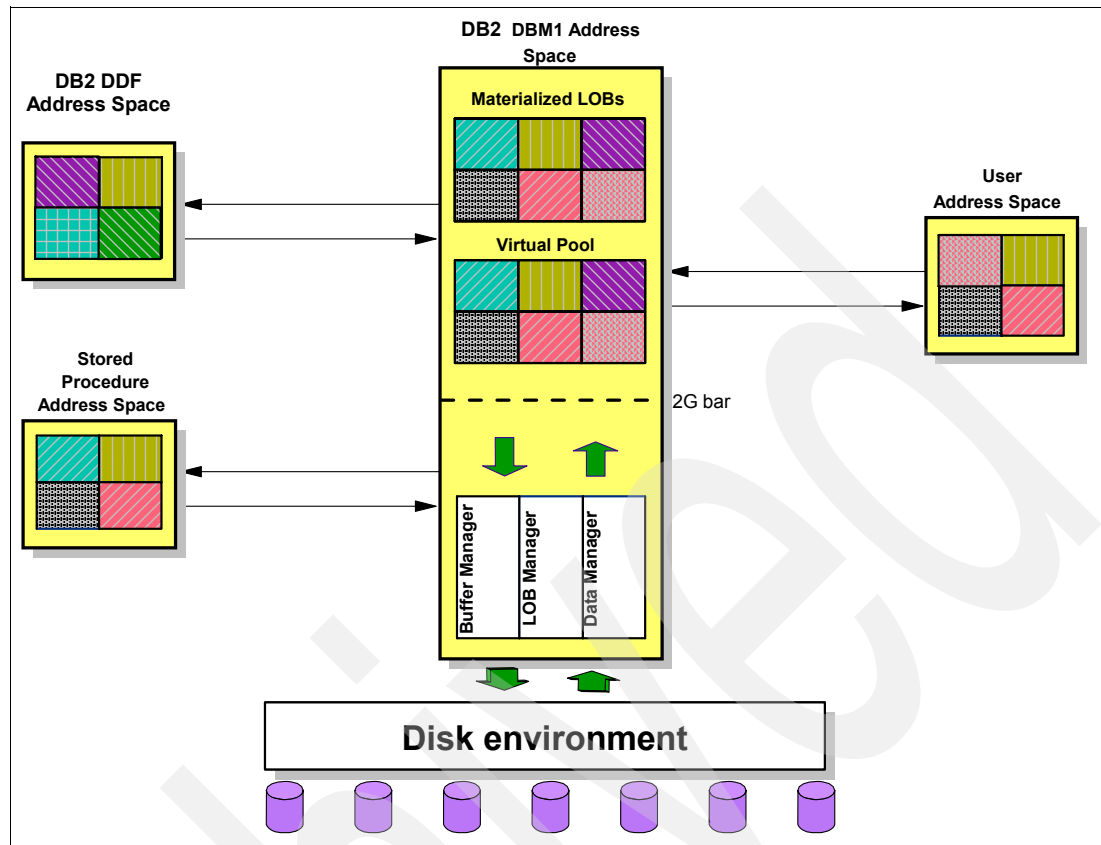 DB2 DBM1 Address
Space
DB2 DDF
Address Space
Materialized LOBs
User
Address Space
Virtual Pool
Stored
Procedure
Address Space
2G bar
Buffer Manager
LOB Manager
Data Manager
Disk environment